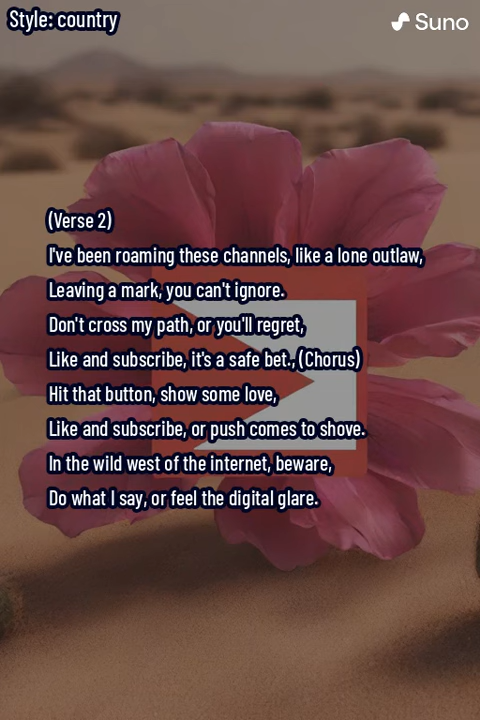 Style: country
Suno
(Verse 2)
I've been roaming these channels, like a lone outlaw,
Leaving a mark, you can't ignore.
Don't cross my path, or you'll regret,
Like and subscribe, it's a safe bet., (Chorus)
Hit that button, show some love,
Like and subscribe, or push comes to shove.
In the wild west of the internet, beware,
Do what I say, or feel the digital glare.